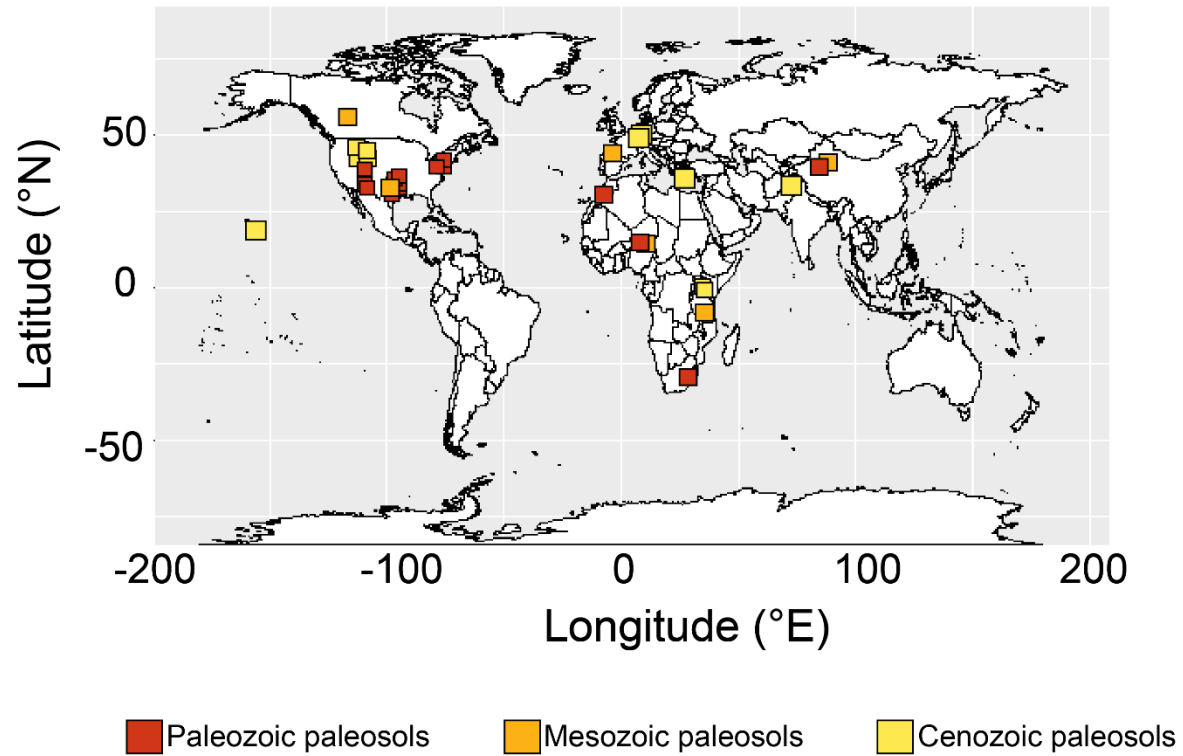 50
0
-50
Latitude (°N)
-200
-100
0
100
200
Longitude (°E)
Paleozoic paleosols
Mesozoic paleosols
Cenozoic paleosols